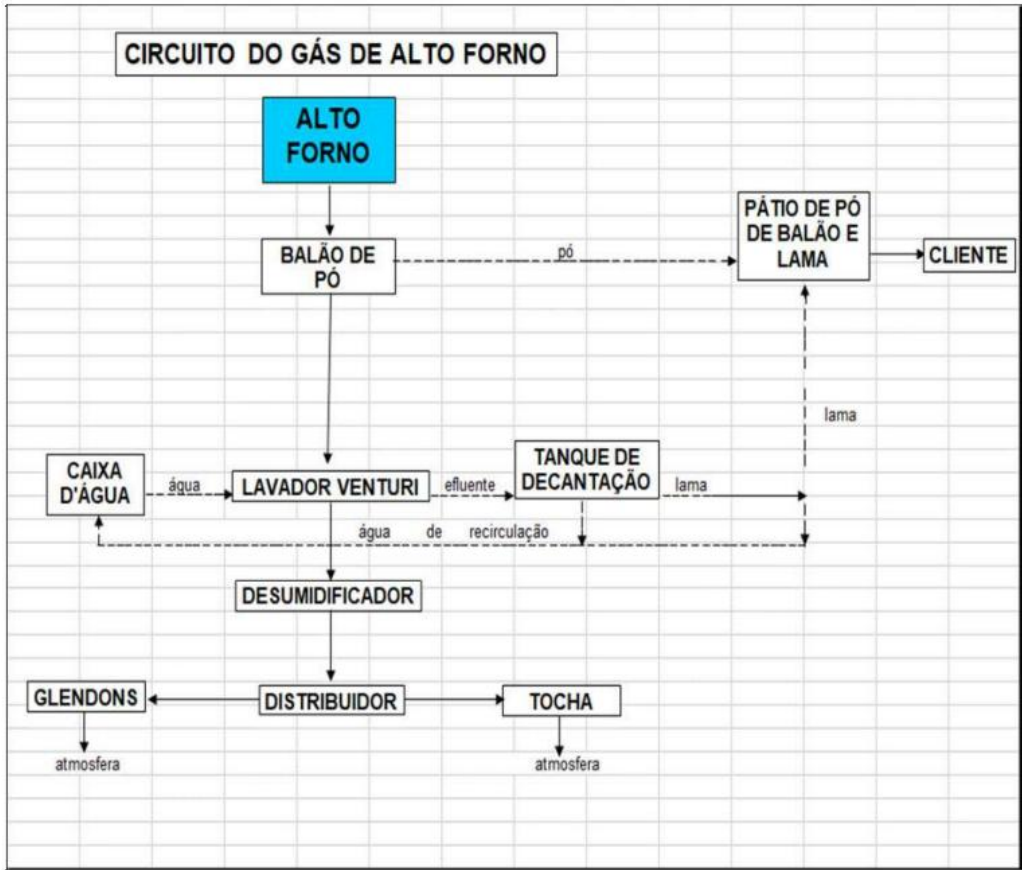 CIRCUITO DO GÁS DE ALTO FORNO
ALTO
FORNO
BALÃO DE
PÓ
pó
PÁTIO DE PÓ
DE BALÃO E
LAMA
CLIENTE
lama
CAIXA
D'ÁGUA
água
LAVADOR VENTURI
efluente
TANQUE DE
DECANTAÇÃO
lama
água de recirculação
DESUMIDIFICADOR
GLENDONS
DISTRIBUIDOR
TOCHA
atmosfera
atmosfera